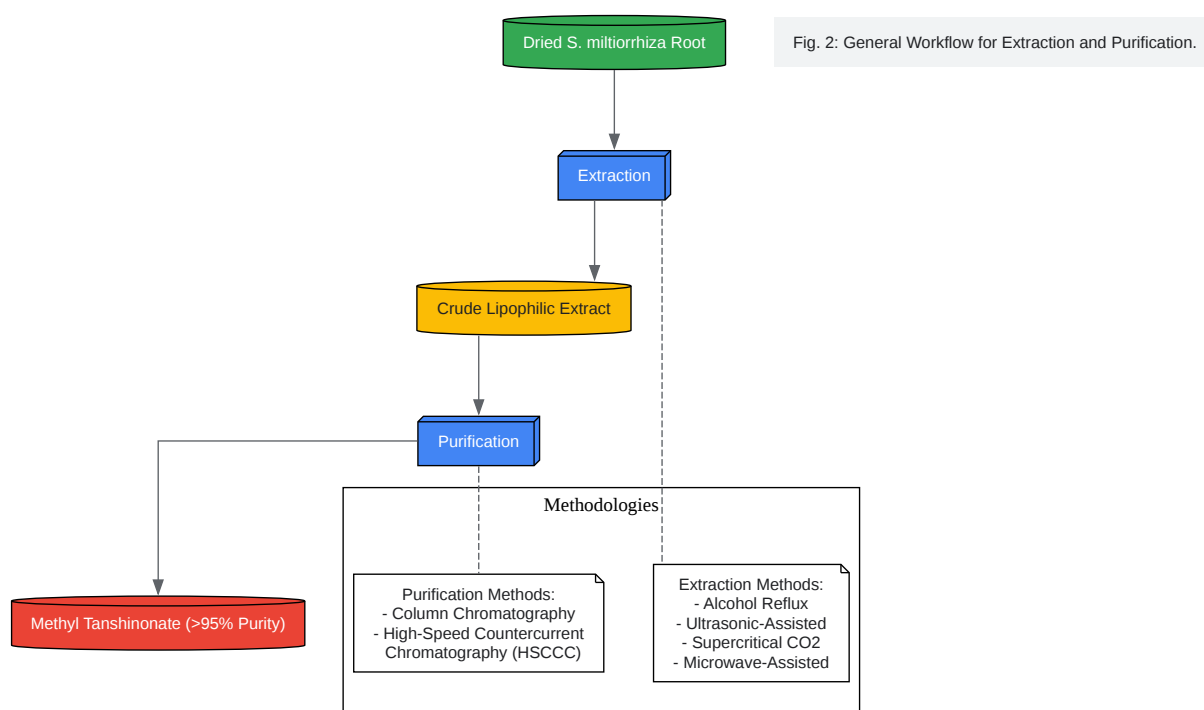 Dried S. miltiorrhiza Root
Fig. 2: General Workflow for Extraction and Purification.
Extraction
Crude Lipophilic Extract
Purification
Methodologies
Methyl Tanshinonate (>95% Purity)
Purification Methods:
- Column Chromatography
- High-Speed Countercurrent
Chromatography (HSCCC)
Extraction Methods:
- Alcohol Reflux
- Ultrasonic-Assisted
- Supercritical CO2
- Microwave-Assisted